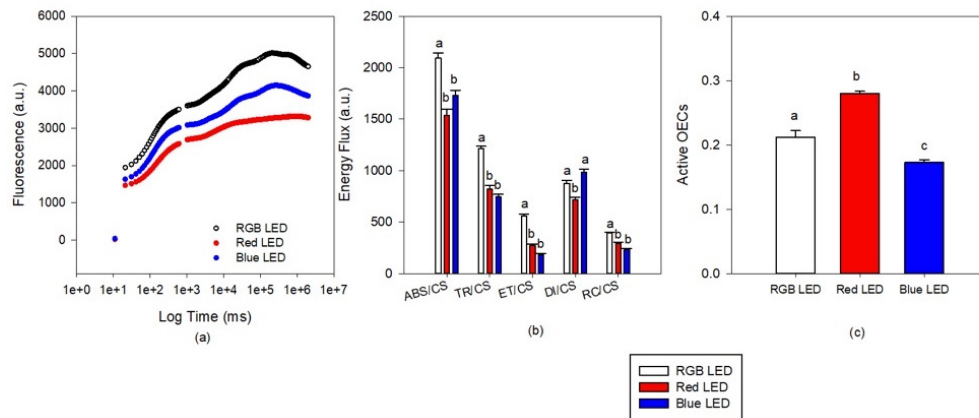 6000
5000
4000
3000
2000
1000
0
Fluorescence (a.u.)
RGB LED
Red LED
Blue LED
1e+0 1e+1 1e+2 1e+3 1e+4 1e+5 1e+6 1e+7
Log Time (ms)
(a)
2500
2000
1500
1000
500
0
Energy Flux (a.u.)
a b b
a b b
a b b
a b a
a b b
ABS/CS TR/CS ET/CS DI/CS RC/CS
(b)
0.4
0.3
0.2
0.1
0.0
Active OECs
a b c
RGB LED Red LED Blue LED
(c)
RGB LED
Red LED
Blue LED